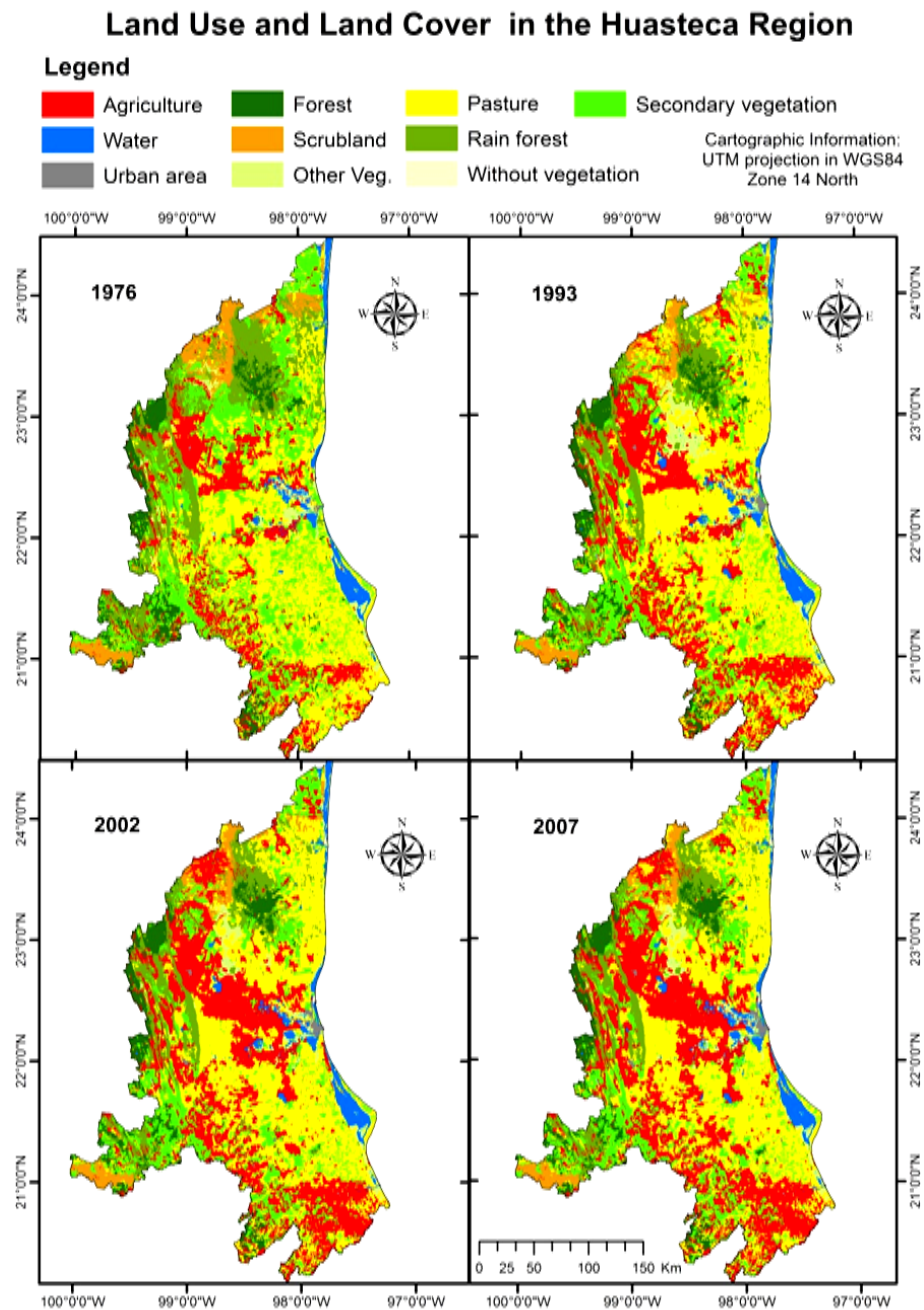 Land Use and Land Cover in the Huasteca Region
Legend
Agriculture Forest Pasture Secondary vegetation
Water Scrubland Rain forest
Urban area Other Veg. Without vegetation
Cartographic Information:
UTM projection in WGS84
Zone 14 North
100°0'0"W 99°0'0"W 98°0'0"W 97°0'0"W 100°0'0"W 99°0'0"W 98°0'0"W 97°0'0"W
1976
N
W E
S
1993
N
W E
S
24°0'0"N 24°0'0"N
23°0'0"N 23°0'0"N
22°0'0"N 22°0'0"N
21°0'0"N 21°0'0"N
2002
N
W E
S
2007
N
W E
S
24°0'0"N 24°0'0"N
23°0'0"N 23°0'0"N
22°0'0"N 22°0'0"N
21°0'0"N 21°0'0"N
0 25 50 100 150 Km
100°0'0"W 99°0'0"W 98°0'0"W 97°0'0"W 100°0'0"W 99°0'0"W 98°0'0"W 97°0'0"W